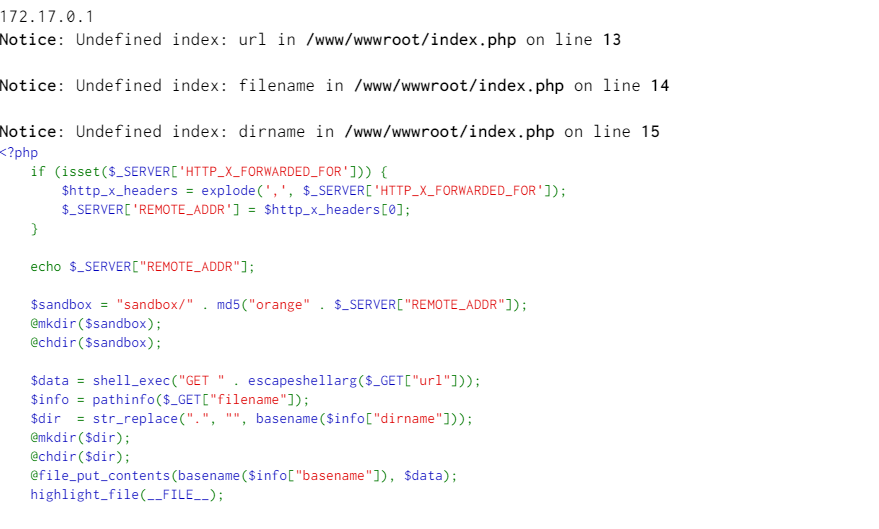 172.17.0.1
Notice: Undefined index: url in /www/wwwroot/index.php on line 13
Notice: Undefined index: filename in /www/wwwroot/index.php on line 14
Notice: Undefined index: dirname in /www/wwwroot/index.php on line 15
<?php
    if (isset($_SERVER['HTTP_X_FORWARDED_FOR'])) {
        $http_x_headers = explode(',', $_SERVER['HTTP_X_FORWARDED_FOR']);
        $_SERVER['REMOTE_ADDR'] = $http_x_headers[0];
    }
    echo $_SERVER["REMOTE_ADDR"];
    $sandbox = "sandbox/" . md5("orange" . $_SERVER["REMOTE_ADDR"]);
    @mkdir($sandbox);
    @chdir($sandbox);
    $data = shell_exec("GET " . escapeshellarg($_GET["url"]));
    $info = pathinfo($_GET["filename"]);
    $dir  = str_replace(".", "", basename($info["dirname"]));
    @mkdir($dir);
    @chdir($dir);
    @file_put_contents(basename($info["basename"]), $data);
    highlight_file(__FILE__);